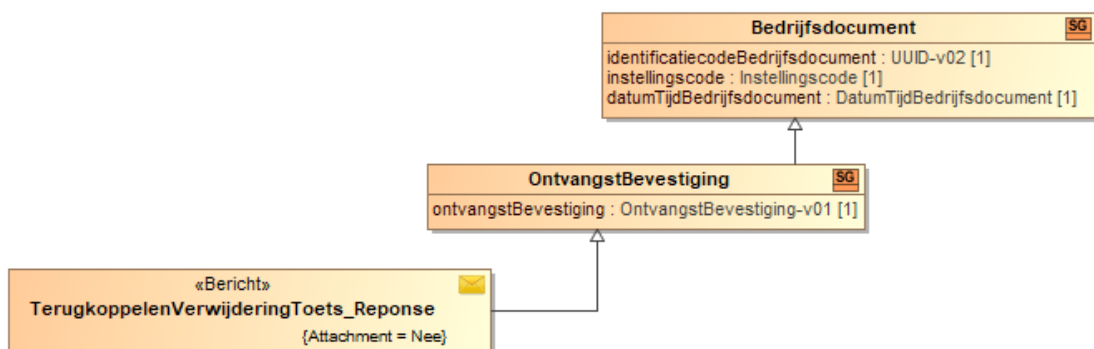 Bedrijfsdocument SG
identificatiecodeBedrijfsdocument : UUID-v02 [1]
instellingscode : Instellingscode [1]
datumTijdBedrijfsdocument : DatumTijdBedrijfsdocument [1]
OntvangstBevestiging SG
ontvangstBevestiging : OntvangstBevestiging-v01 [1]
«Bericht»
TerugkoppelenVerwijderingToets_Reponse
{Attachment = Nee}